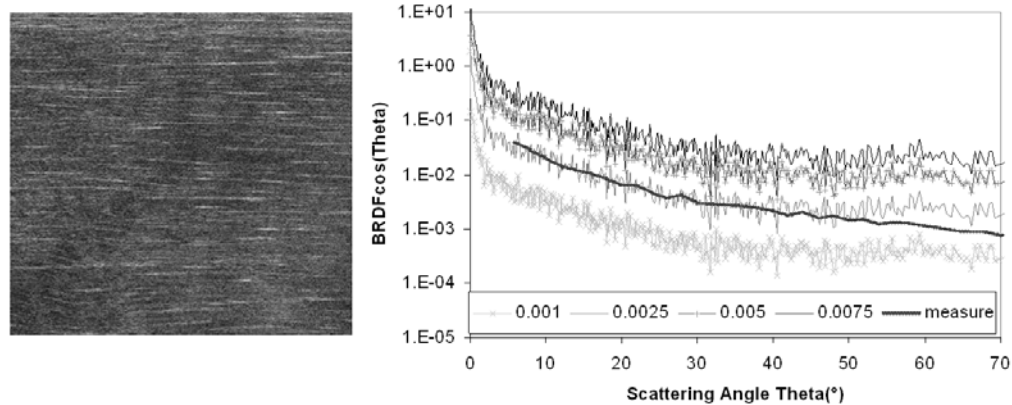 1.E+01
1.E+00
1.E-01
1.E-02
1.E-03
1.E-04
1.E-05
BRDFcos(Theta)
0.001 0.0025 0.005 0.0075 measure
0 10 20 30 40 50 60 70
Scattering Angle Theta(°)